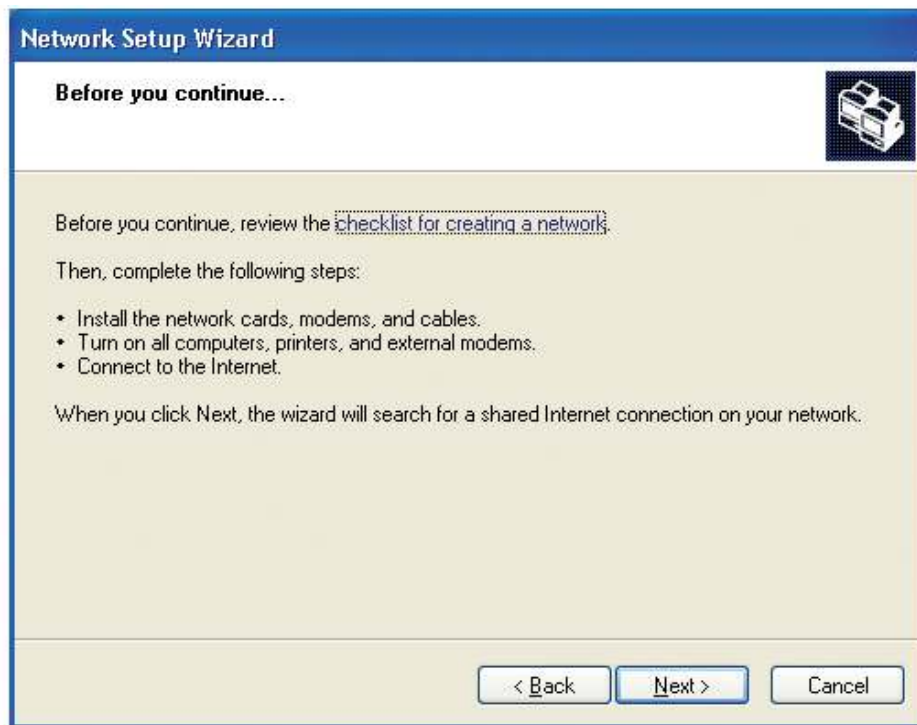 Network Setup Wizard
Before you continue...
Before you continue, review the checklist for creating a network.
Then, complete the following steps:
• Install the network cards, modems, and cables.
• Turn on all computers, printers, and external modems.
• Connect to the Internet.
When you click Next, the wizard will search for a shared Internet connection on your network.
< Back
Next >
Cancel